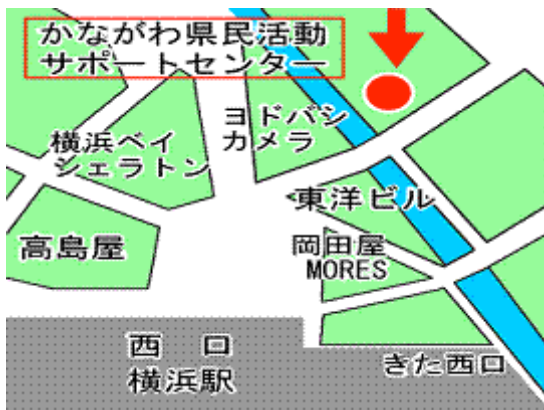 かながわ県民活動
サポートセンター
ヨドバシ
カメラ
横浜ベイ
シェラトン
東洋ビル
高島屋
岡田屋
MORES
西口
横浜駅
きた西口